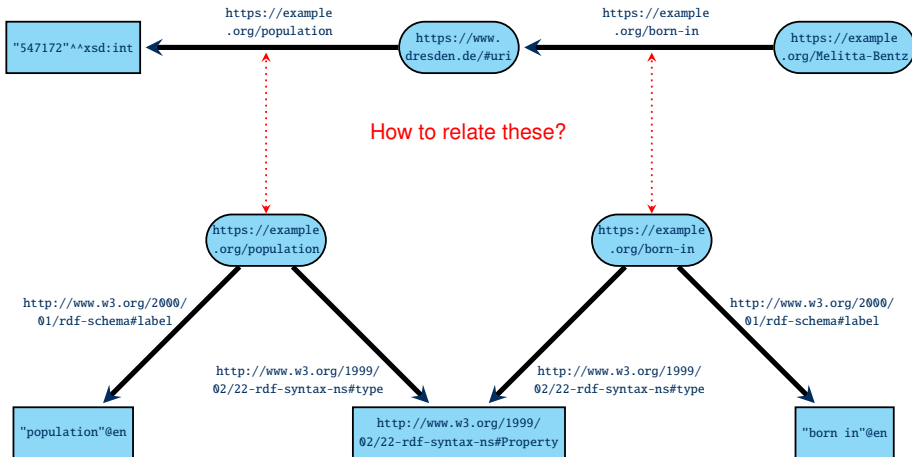 https://example
.org/population
https://example
.org/born-in
"547172"^^xsd:int
https://www.
dresden.de/#uri
https://example
.org/Melitta-Bentz
How to relate these?
https://example
.org/population
https://example
.org/born-in
http://www.w3.org/2000/
01/rdf-schema#label
http://www.w3.org/2000/
01/rdf-schema#label
http://www.w3.org/1999/
02/22-rdf-syntax-ns#type
http://www.w3.org/1999/
02/22-rdf-syntax-ns#type
"population"@en
http://www.w3.org/1999/
02/22-rdf-syntax-ns#Property
"born in"@en